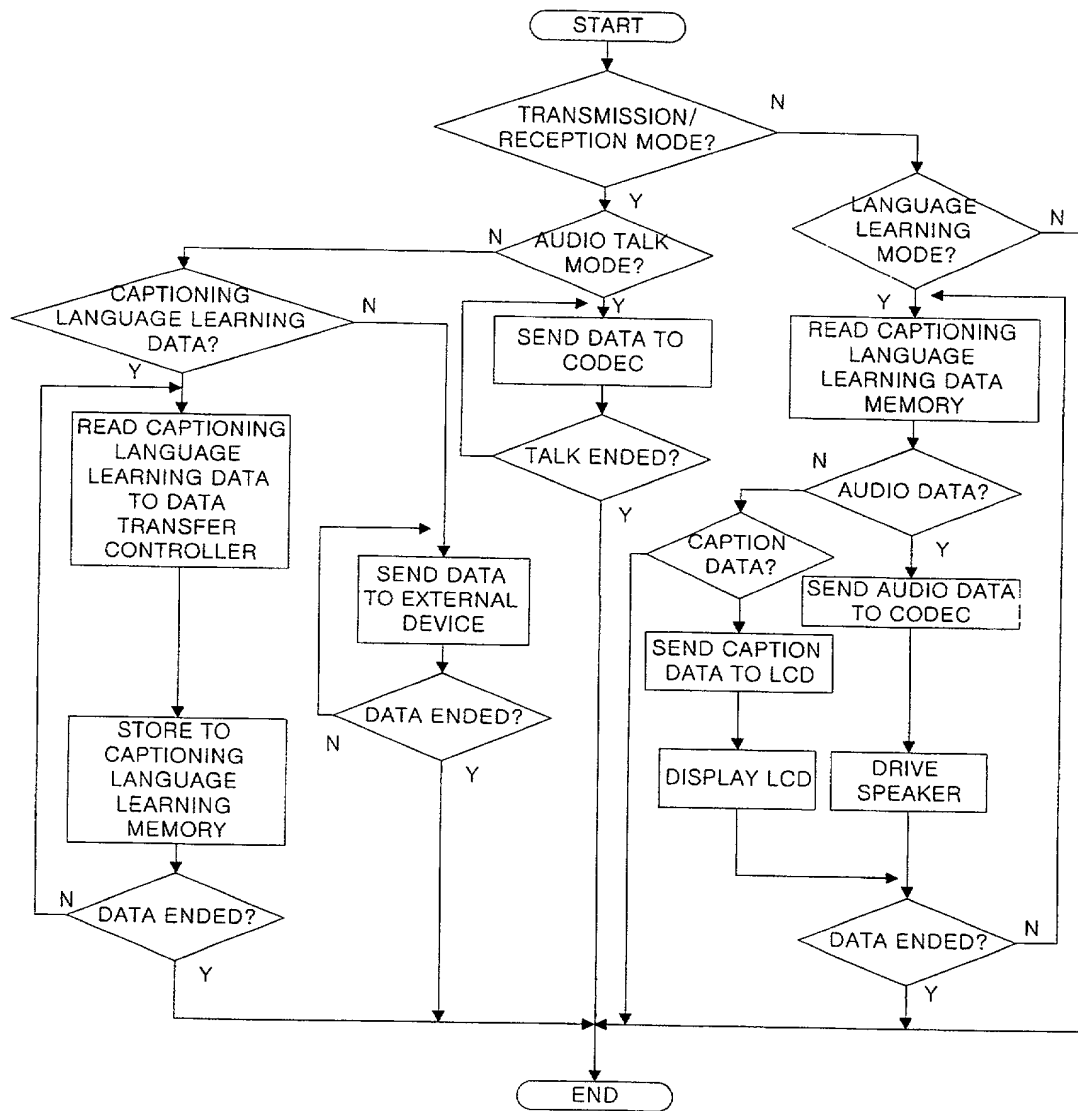 START
TRANSMISSION/
RECEPTION MODE?
N
Y
LANGUAGE
LEARNING
MODE?
N
Y
AUDIO TALK
MODE?
N
Y
CAPTIONING
LANGUAGE LEARNING
DATA?
N
Y
READ CAPTIONING
LANGUAGE
LEARNING DATA
TO DATA
TRANSFER
CONTROLLER
STORE TO
CAPTIONING
LANGUAGE
LEARNING
MEMORY
DATA ENDED?
N
Y
SEND DATA
TO EXTERNAL
DEVICE
DATA ENDED?
N
Y
SEND DATA TO
CODEC
TALK ENDED?
Y
READ CAPTIONING
LANGUAGE
LEARNING DATA
MEMORY
AUDIO DATA?
N
Y
CAPTION
DATA?
SEND CAPTION
DATA TO LCD
DISPLAY LCD
SEND AUDIO DATA
TO CODEC
DRIVE
SPEAKER
DATA ENDED?
N
Y
END